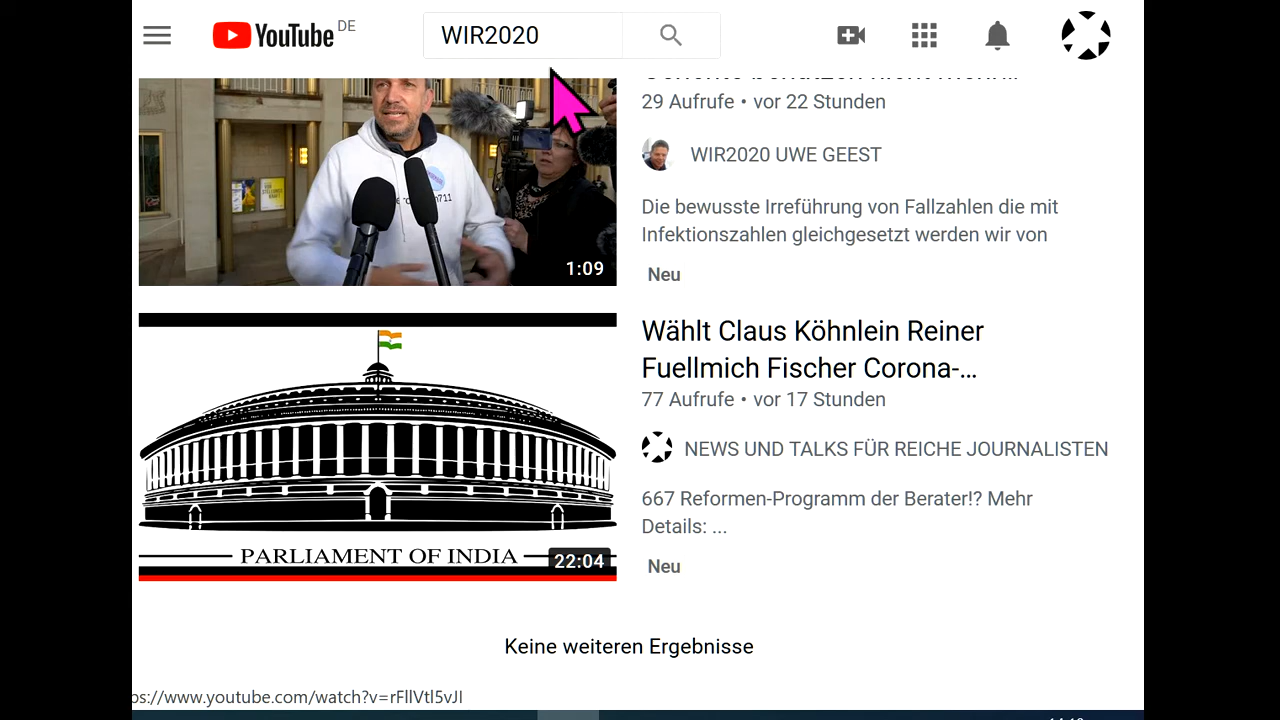 YouTube DE
WIR2020
29 Aufrufe • vor 22 Stunden
WIR2020 UWE GEEST
Die bewusste Irreführung von Fallzahlen die mit
Infektionszahlen gleichgesetzt werden wir von
1:09
Neu
Wählt Claus Köhnlein Reiner
Fuellmich Fischer Corona-...
77 Aufrufe • vor 17 Stunden
NEWS UND TALKS FÜR REICHE JOURNALISTEN
667 Reformen-Programm der Berater!? Mehr
Details: ...
PARLIAMENT OF INDIA
22:04
Neu
Keine weiteren Ergebnisse
ps://www.youtube.com/watch?v=rFllVtl5vJI